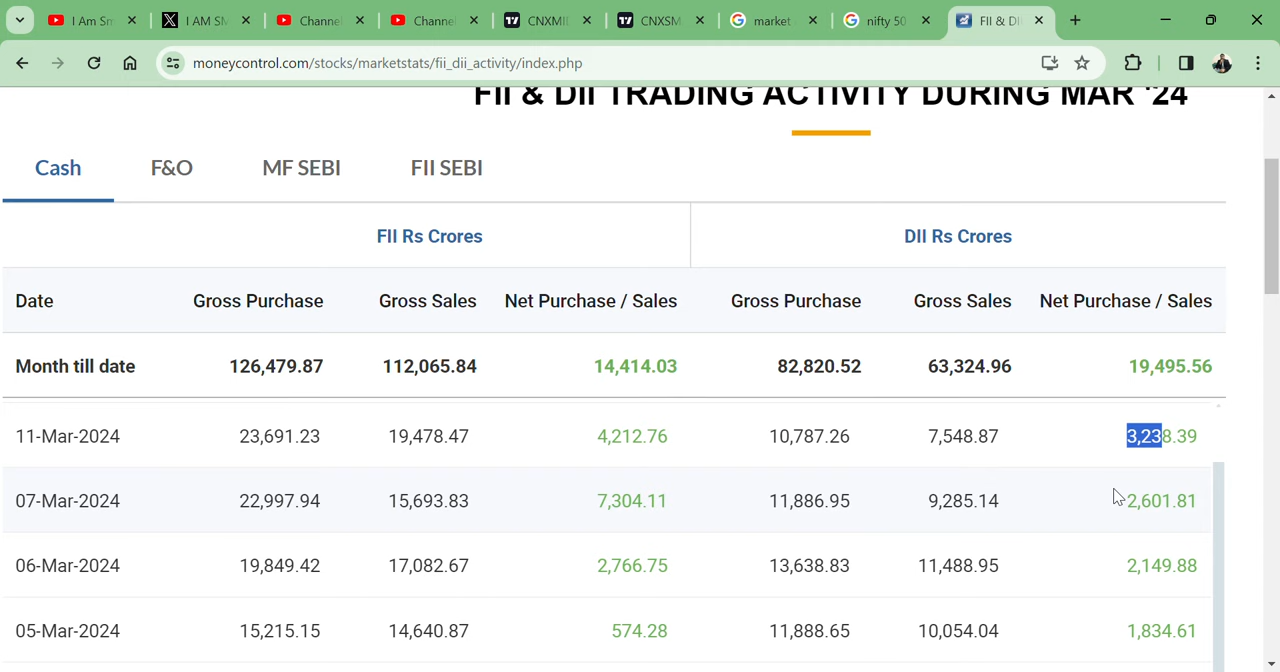 I Am Sm
I AM SM
Channel
Channel
CNXMI
CNXSM
market
nifty 50
FII & DI
moneycontrol.com/stocks/marketstats/fii_dii_activity/index.php
FII & DII TRADING ACTIVITY DURING MAR '24
Cash F&O MF SEBI FII SEBI
FII Rs Crores DII Rs Crores
Date Gross Purchase Gross Sales Net Purchase / Sales Gross Purchase Gross Sales Net Purchase / Sales
Month till date 126,479.87 112,065.84 14,414.03 82,820.52 63,324.96 19,495.56
11-Mar-2024 23,691.23 19,478.47 4,212.76 10,787.26 7,548.87 3,238.39
07-Mar-2024 22,997.94 15,693.83 7,304.11 11,886.95 9,285.14 2,601.81
06-Mar-2024 19,849.42 17,082.67 2,766.75 13,638.83 11,488.95 2,149.88
05-Mar-2024 15,215.15 14,640.87 574.28 11,888.65 10,054.04 1,834.61